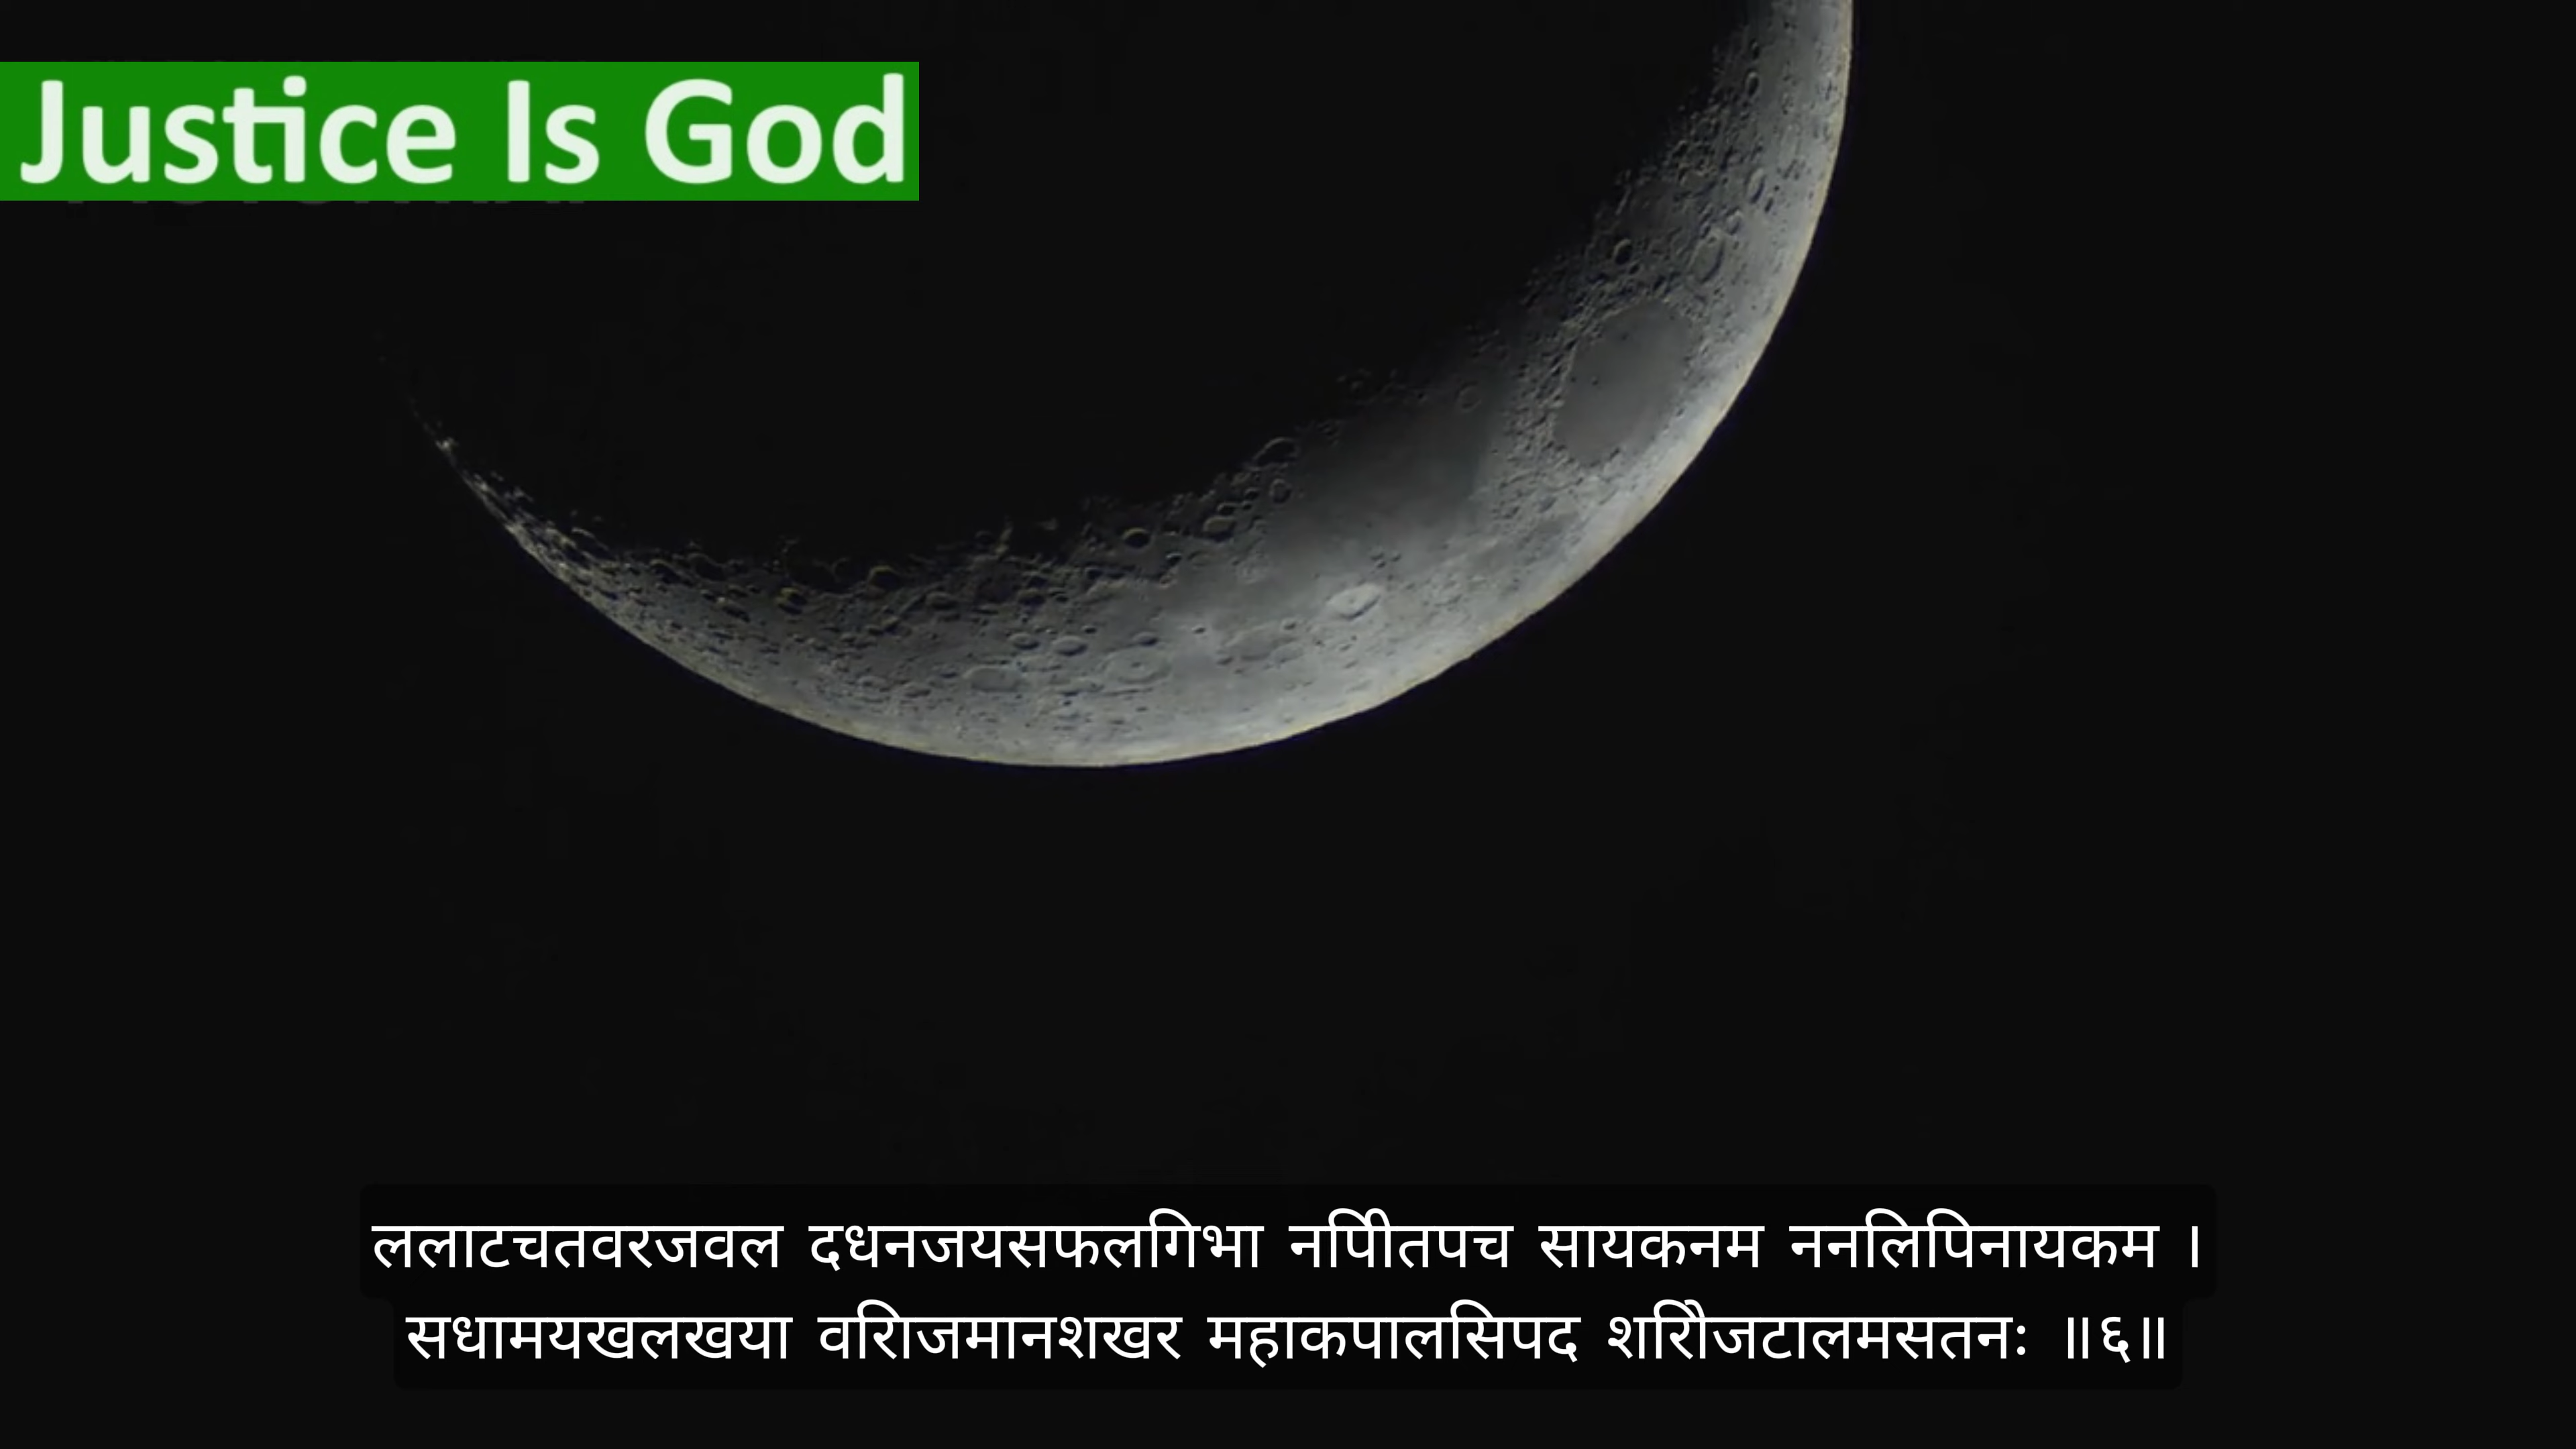 Justice Is God
ललाटचतवरजवल दधनजयसफलगिभा नपीितपच सायकनम ननलिपिनायकम ।
सधामयखलखया वरिाजमानशखर महाकपालसिपद शरिोजटालमसतनः ॥६॥